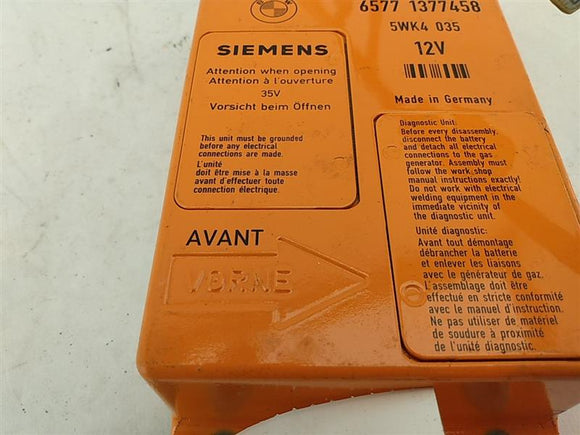 6577 1377458
5WK4 035
12V
Made in Germany
SIEMENS
Attention when opening
Attention à l'ouverture
35V
Vorsicht beim Öffnen
This unit must be grounded
before any electrical
connections are made.
L'unité
doit être mise à la masse
avant d'effectuer toute
connection électrique.
Diagnostic Unit:
Before every disassembly,
disconnect the battery
and detach all electrical
connections to the gas
generator. Assembly must
follow the work shop
manual instructions exactly!
Do not work with electrical
welding equipment in the
immediate vicinity of
the diagnostic unit.
Unité diagnostic:
Avant tout démontage
débrancher la batterie
et enlever les liaisons
avec le générateur de gaz.
L'assemblage doit être
effectué en stricte conformité
avec le manuel d'instruction.
Ne pas utiliser de matériel
de soudure à proximité
de l'unité diagnostic.
AVANT
VORNE